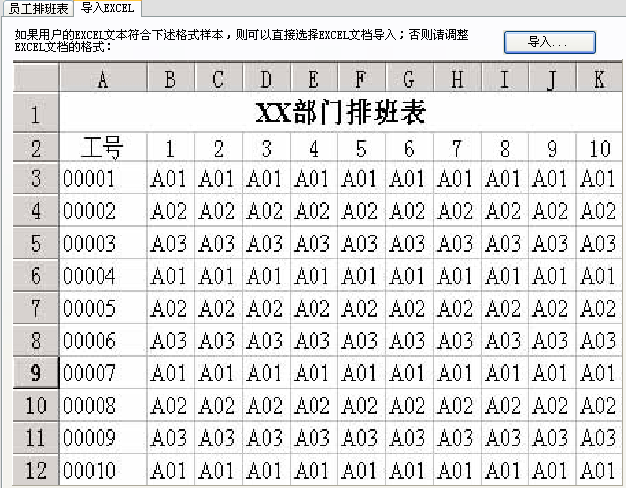 员工排班表 导入EXCEL
如果用户的EXCEL文本符合下述格式样本，则可以直接选择EXCEL文档导入；否则请调整
EXCEL文档的格式：
导入...
A B C D E F G H I J K
1 XX部门排班表
2 工号 1 2 3 4 5 6 7 8 9 10
3 00001 A01 A01 A01 A01 A01 A01 A01 A01 A01 A01
4 00002 A02 A02 A02 A02 A02 A02 A02 A02 A02 A02
5 00003 A03 A03 A03 A03 A03 A03 A03 A03 A03 A03
6 00004 A01 A01 A01 A01 A01 A01 A01 A01 A01 A01
7 00005 A02 A02 A02 A02 A02 A02 A02 A02 A02 A02
8 00006 A03 A03 A03 A03 A03 A03 A03 A03 A03 A03
9 00007 A01 A01 A01 A01 A01 A01 A01 A01 A01 A01
10 00008 A02 A02 A02 A02 A02 A02 A02 A02 A02 A02
11 00009 A03 A03 A03 A03 A03 A03 A03 A03 A03 A03
12 00010 A01 A01 A01 A01 A01 A01 A01 A01 A01 A01